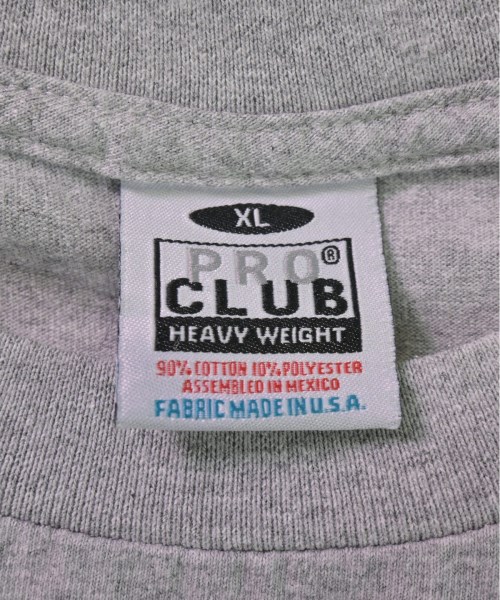 XL
PRO®
CLUB
HEAVY WEIGHT
90% COTTON 10% POLYESTER
ASSEMBLED IN MEXICO
FABRIC MADE IN U.S.A.